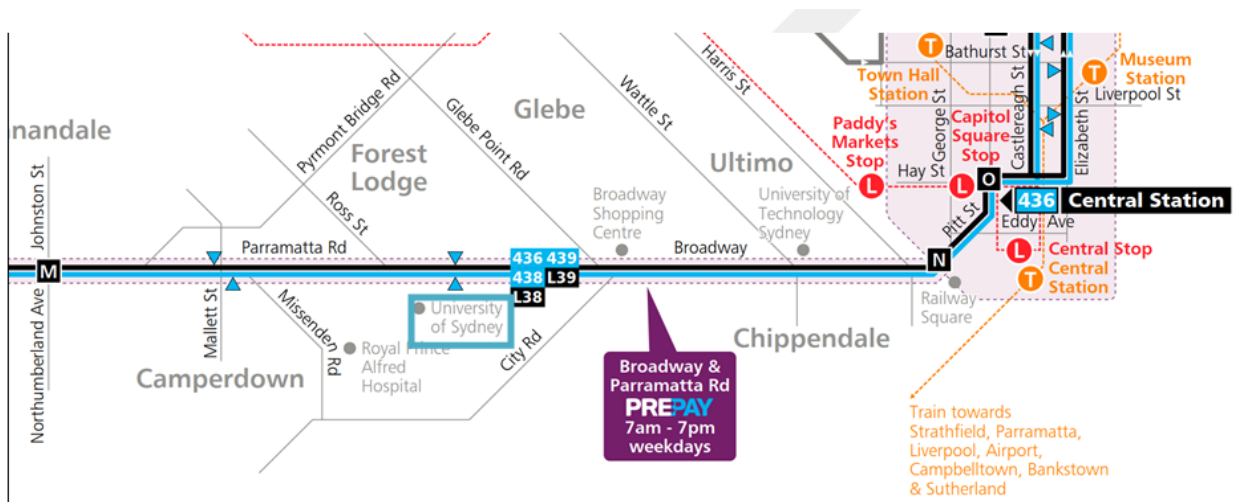 Bathurst St
Town Hall
Station
Museum
Station
Liverpool St
Harris St
Wattle St
Glebe
Glebe Point Rd
Pyrmont Bridge Rd
nnandale
Forest
Lodge
Ross St
Johnston St
Ultimo
Paddy's
Markets
Stop
George St
Capitol
Square
Stop
Castlereagh St
Elizabeth St
Hay St
T
T
L
L
O
436
Central Station
Pitt St
Eddy Ave
L
Central Stop
T
Central
Station
Broadway
Shopping
Centre
University of
Technology
Sydney
Parramatta Rd
Broadway
M
436 439
438 L39
L38
N
Railway
Square
University
of Sydney
Mallett St
Missenden Rd
Royal Prince
Alfred
Hospital
City Rd
Camperdown
Northumberland Ave
Chippendale
Broadway &
Parramatta Rd
PREPAY
7am - 7pm
weekdays
Train towards
Strathfield, Parramatta,
Liverpool, Airport,
Campbelltown, Bankstown
& Sutherland